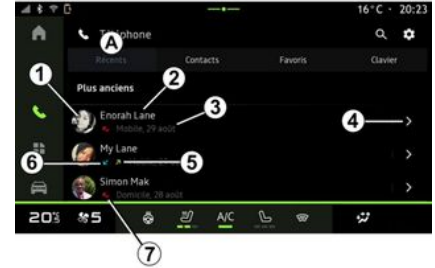 16°C · 20:23
Téléphone
A
Récents Contacts Favoris Clavier
Plus anciens
1 2 3 4 5 6 7
Enorah Lane
Mobile, 29 août
My Lane
Simon Mak
Domicile, 28 août
20 5 A/C